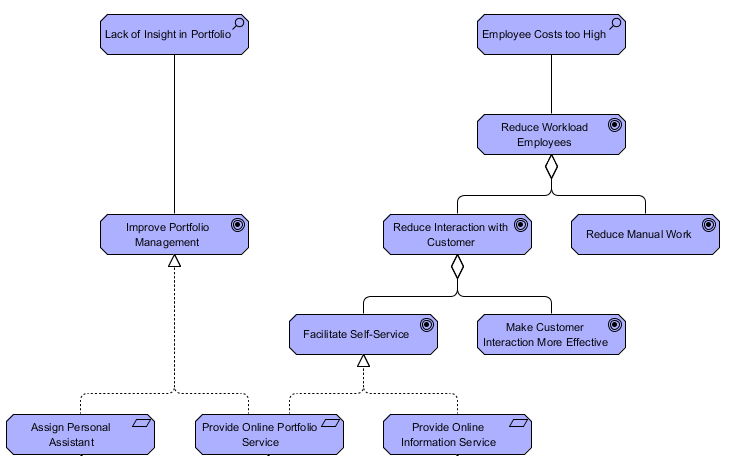 Lack of Insight in Portfolio
Employee Costs too High
Reduce Workload
Employees
Improve Portfolio
Management
Reduce Interaction with
Customer
Reduce Manual Work
Facilitate Self-Service
Make Customer
Interaction More Effective
Assign Personal
Assistant
Provide Online Portfolio
Service
Provide Online
Information Service